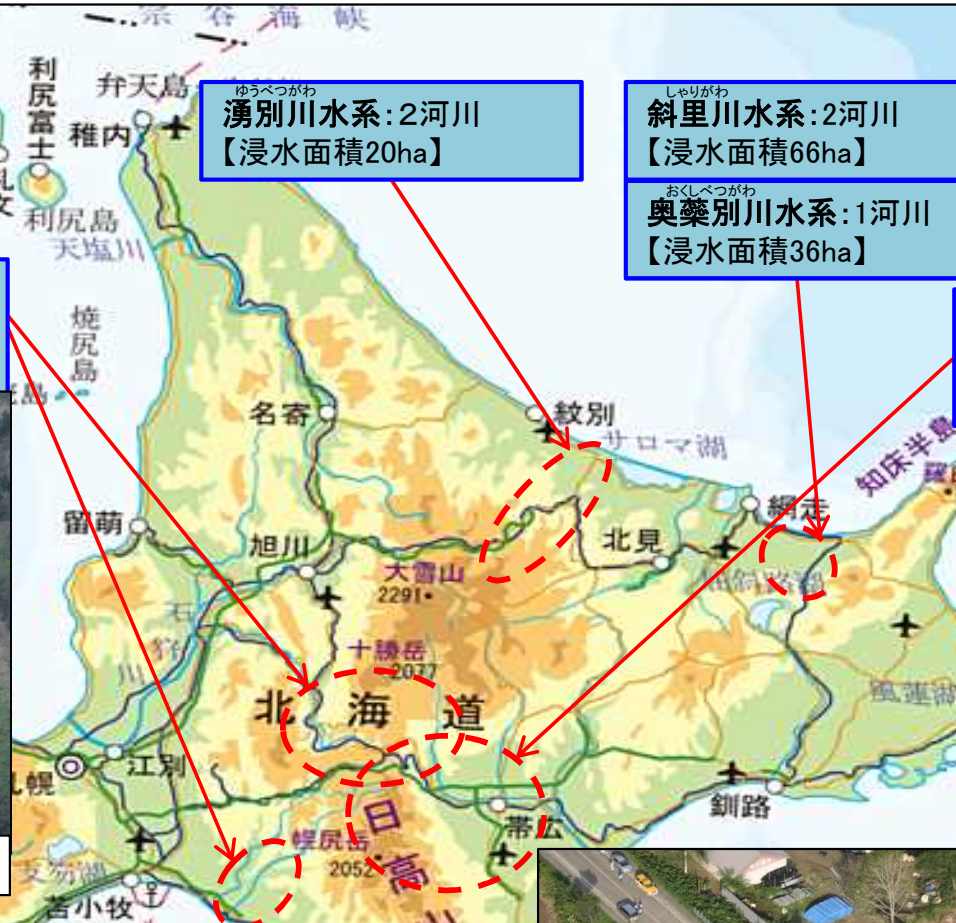 宗谷海峡
利尻富士
弁天島
稚内
利尻島
天塩川
ゆうべつがわ
湧別川水系:2河川
【浸水面積20ha】
しゃりがわ
斜里川水系:2河川
【浸水面積66ha】
おくしべつがわ
奥蘂別川水系:1河川
【浸水面積36ha】
焼尻島
名寄
紋別
サロマ湖
知床半島
留萌
旭川
北見
網走
大雪山
2291
石狩川
十勝岳
2077
北海道
風蓮湖
江別
釧路
帯広
幌尻岳
2052
日高
支笏湖
苫小牧